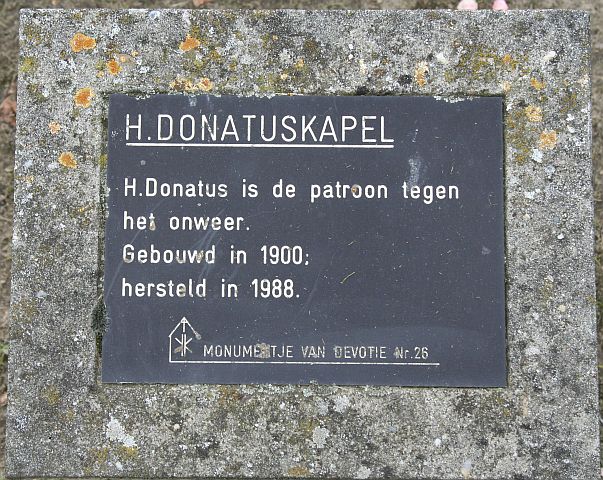 H.DONATUSKAPEL
H.Donatus is de patroon tegen
het onweer.
Gebouwd in 1900;
hersteld in 1988.
MONUMENTJE VAN DEVOTIE Nr.26